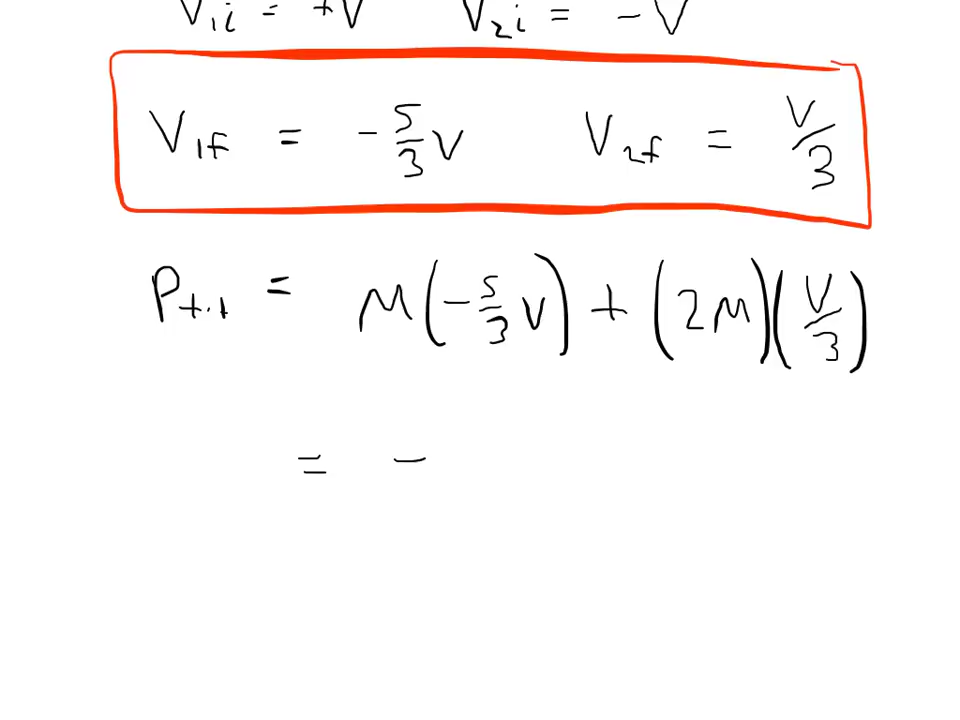 V₁ᵢ = +V V₂ᵢ = −V
V₁f = −5/3 V V₂f = V/3
Ptot = M(−5/3 V) + (2M)(V/3)
= −